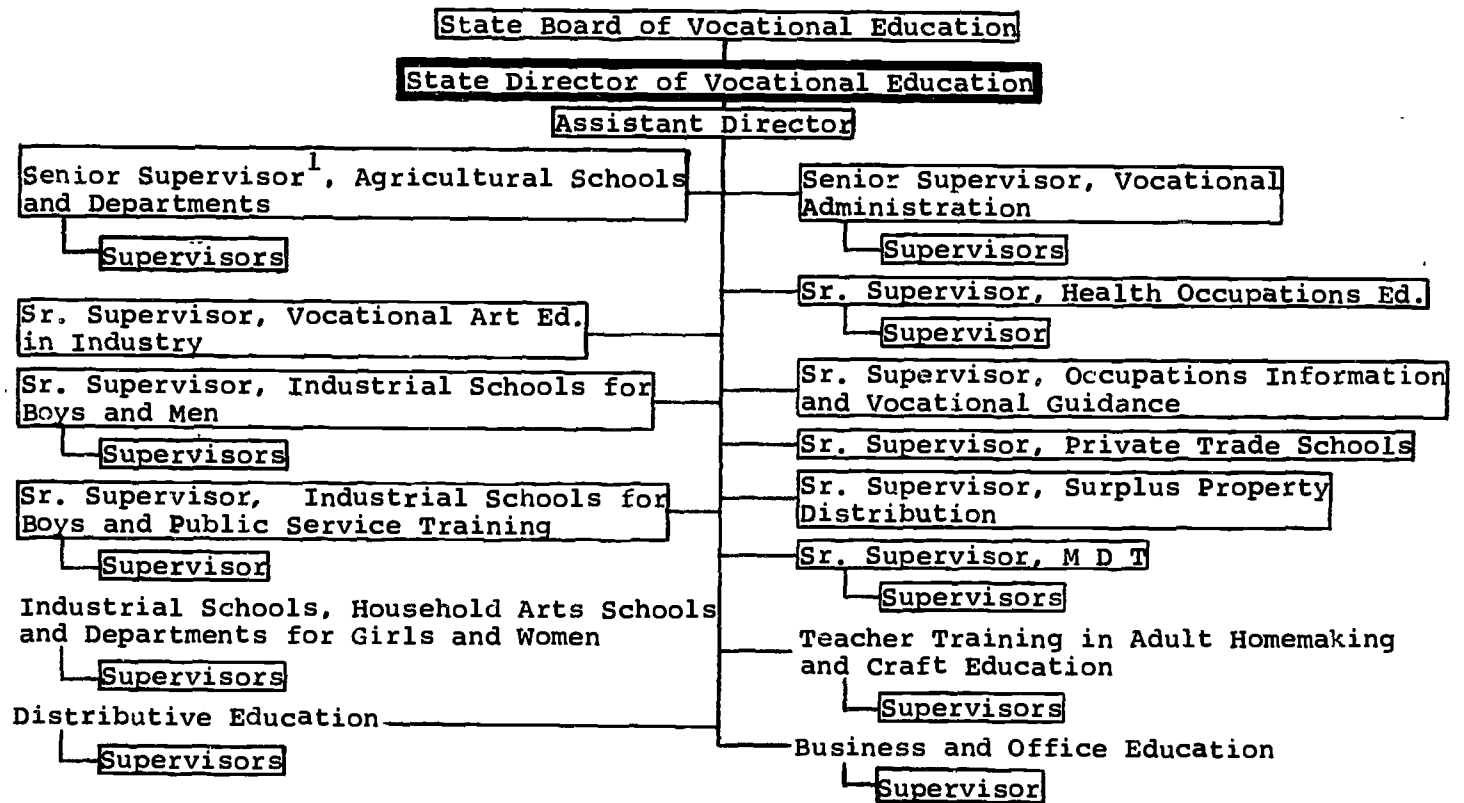 State Board of Vocational Education
State Director of Vocational Education
Assistant Director
Senior Supervisor1, Agricultural Schools
and Departments
Supervisors
Sr. Supervisor, Vocational Art Ed.
in Industry
Sr. Supervisor, Industrial Schools for
Boys and Men
Supervisors
Sr. Supervisor, Industrial Schools for
Boys and Public Service Training
Supervisor
Industrial Schools, Household Arts Schools
and Departments for Girls and Women
Supervisors
Distributive Education
Supervisors
Senior Supervisor, Vocational
Administration
Supervisors
Sr. Supervisor, Health Occupations Ed.
Supervisor
Sr. Supervisor, Occupations Information
and Vocational Guidance
Sr. Supervisor, Private Trade Schools
Sr. Supervisor, Surplus Property
Distribution
Sr. Supervisor, M D T
Supervisors
Teacher Training in Adult Homemaking
and Craft Education
Supervisors
Business and Office Education
Supervisor